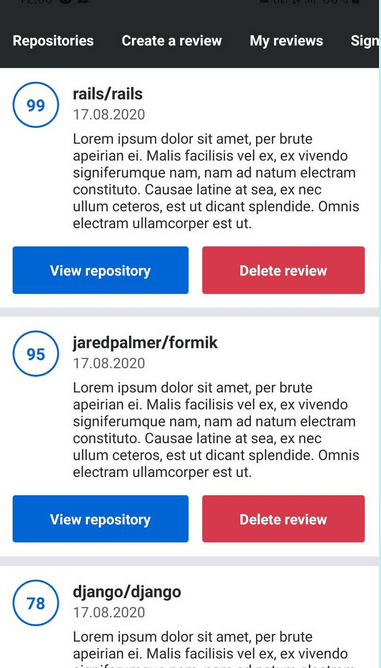 Repositories Create a review My reviews Sign
99 rails/rails
17.08.2020
Lorem ipsum dolor sit amet, per brute
apeirian ei. Malis facilisis vel ex, ex vivendo
signiferumque nam, nam ad natum electram
constituto. Causae latine at sea, ex nec
ullum ceteros, est ut dicant splendide. Omnis
electram ullamcorper est ut.
View repository Delete review
95 jaredpalmer/formik
17.08.2020
Lorem ipsum dolor sit amet, per brute
apeirian ei. Malis facilisis vel ex, ex vivendo
signiferumque nam, nam ad natum electram
constituto. Causae latine at sea, ex nec
ullum ceteros, est ut dicant splendide. Omnis
electram ullamcorper est ut.
View repository Delete review
78 django/django
17.08.2020
Lorem ipsum dolor sit amet, per brute
apeirian ei. Malis facilisis vel ex, ex vivendo